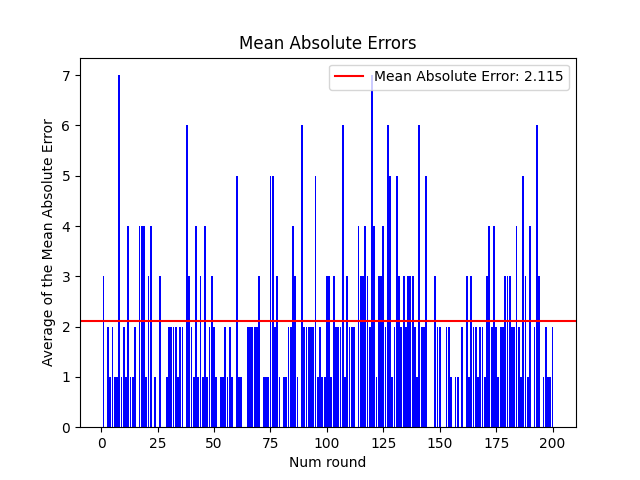 Mean Absolute Errors
Mean Absolute Error: 2.115
Average of the Mean Absolute Error
7
6
5
4
3
2
1
0
0 25 50 75 100 125 150 175 200
Num round